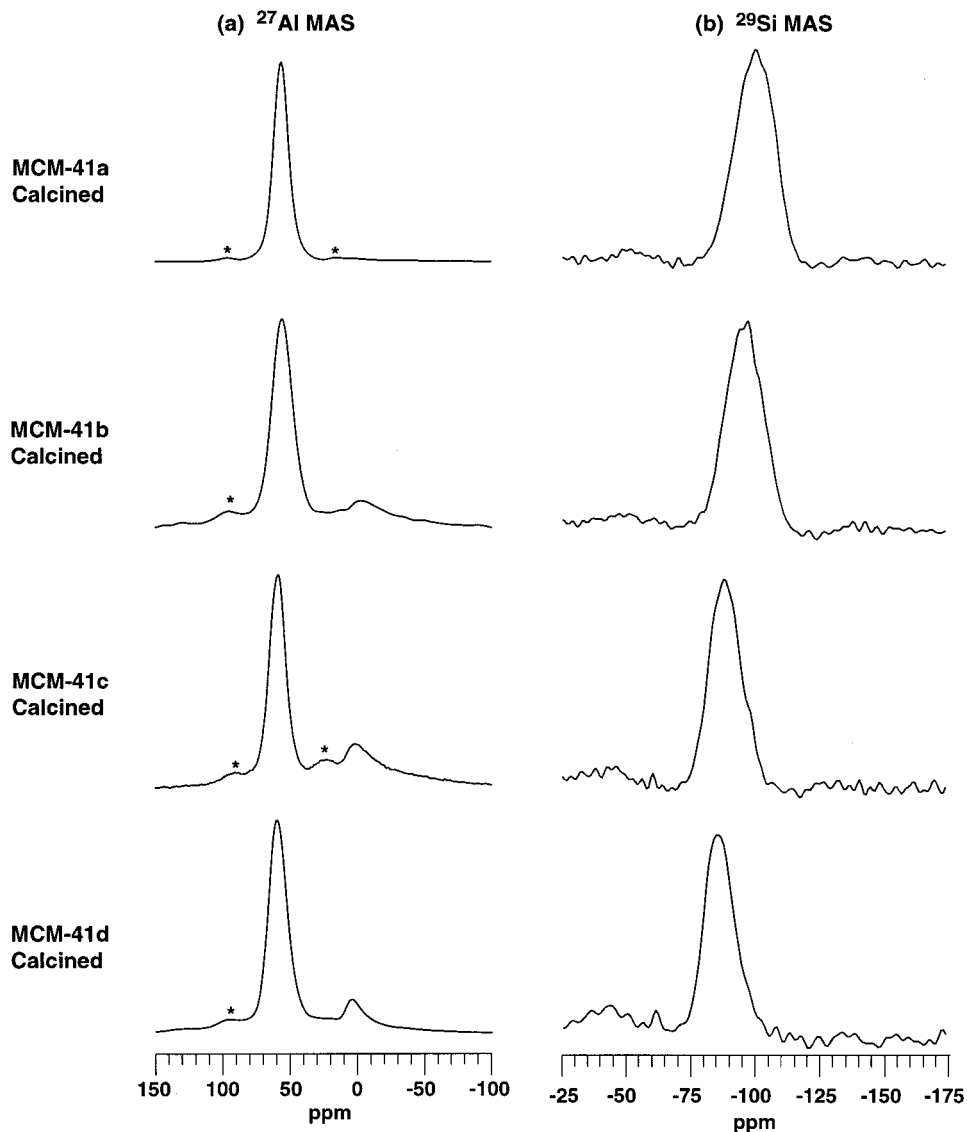 (a) ²⁷Al MAS
(b) ²⁹Si MAS
MCM-41a
Calcined
* *
MCM-41b
Calcined
*
MCM-41c
Calcined
* *
MCM-41d
Calcined
*
150 100 50 0 -50 -100
ppm
-25 -50 -75 -100 -125 -150 -175
ppm